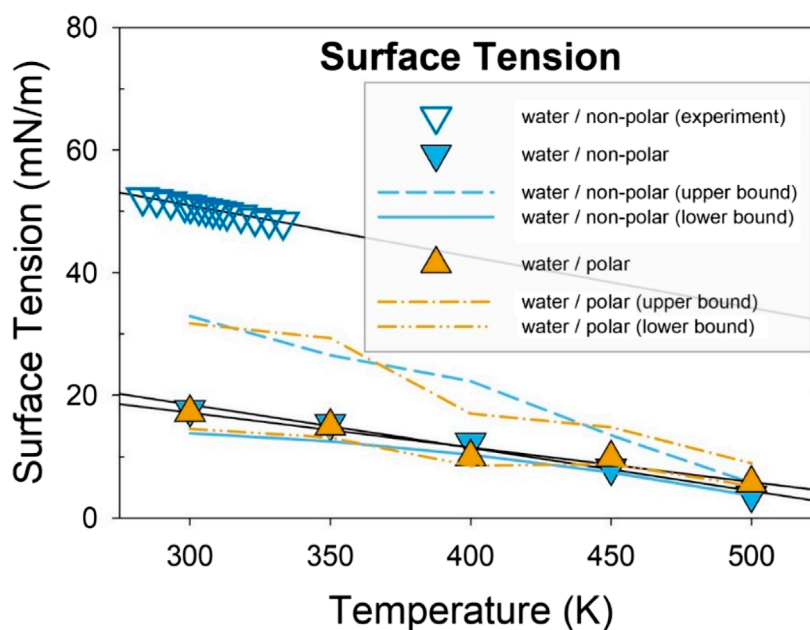 Surface Tension
water / non-polar (experiment)
water / non-polar
water / non-polar (upper bound)
water / non-polar (lower bound)
water / polar
water / polar (upper bound)
water / polar (lower bound)
Surface Tension (mN/m)
80
60
40
20
0
300
350
400
450
500
Temperature (K)